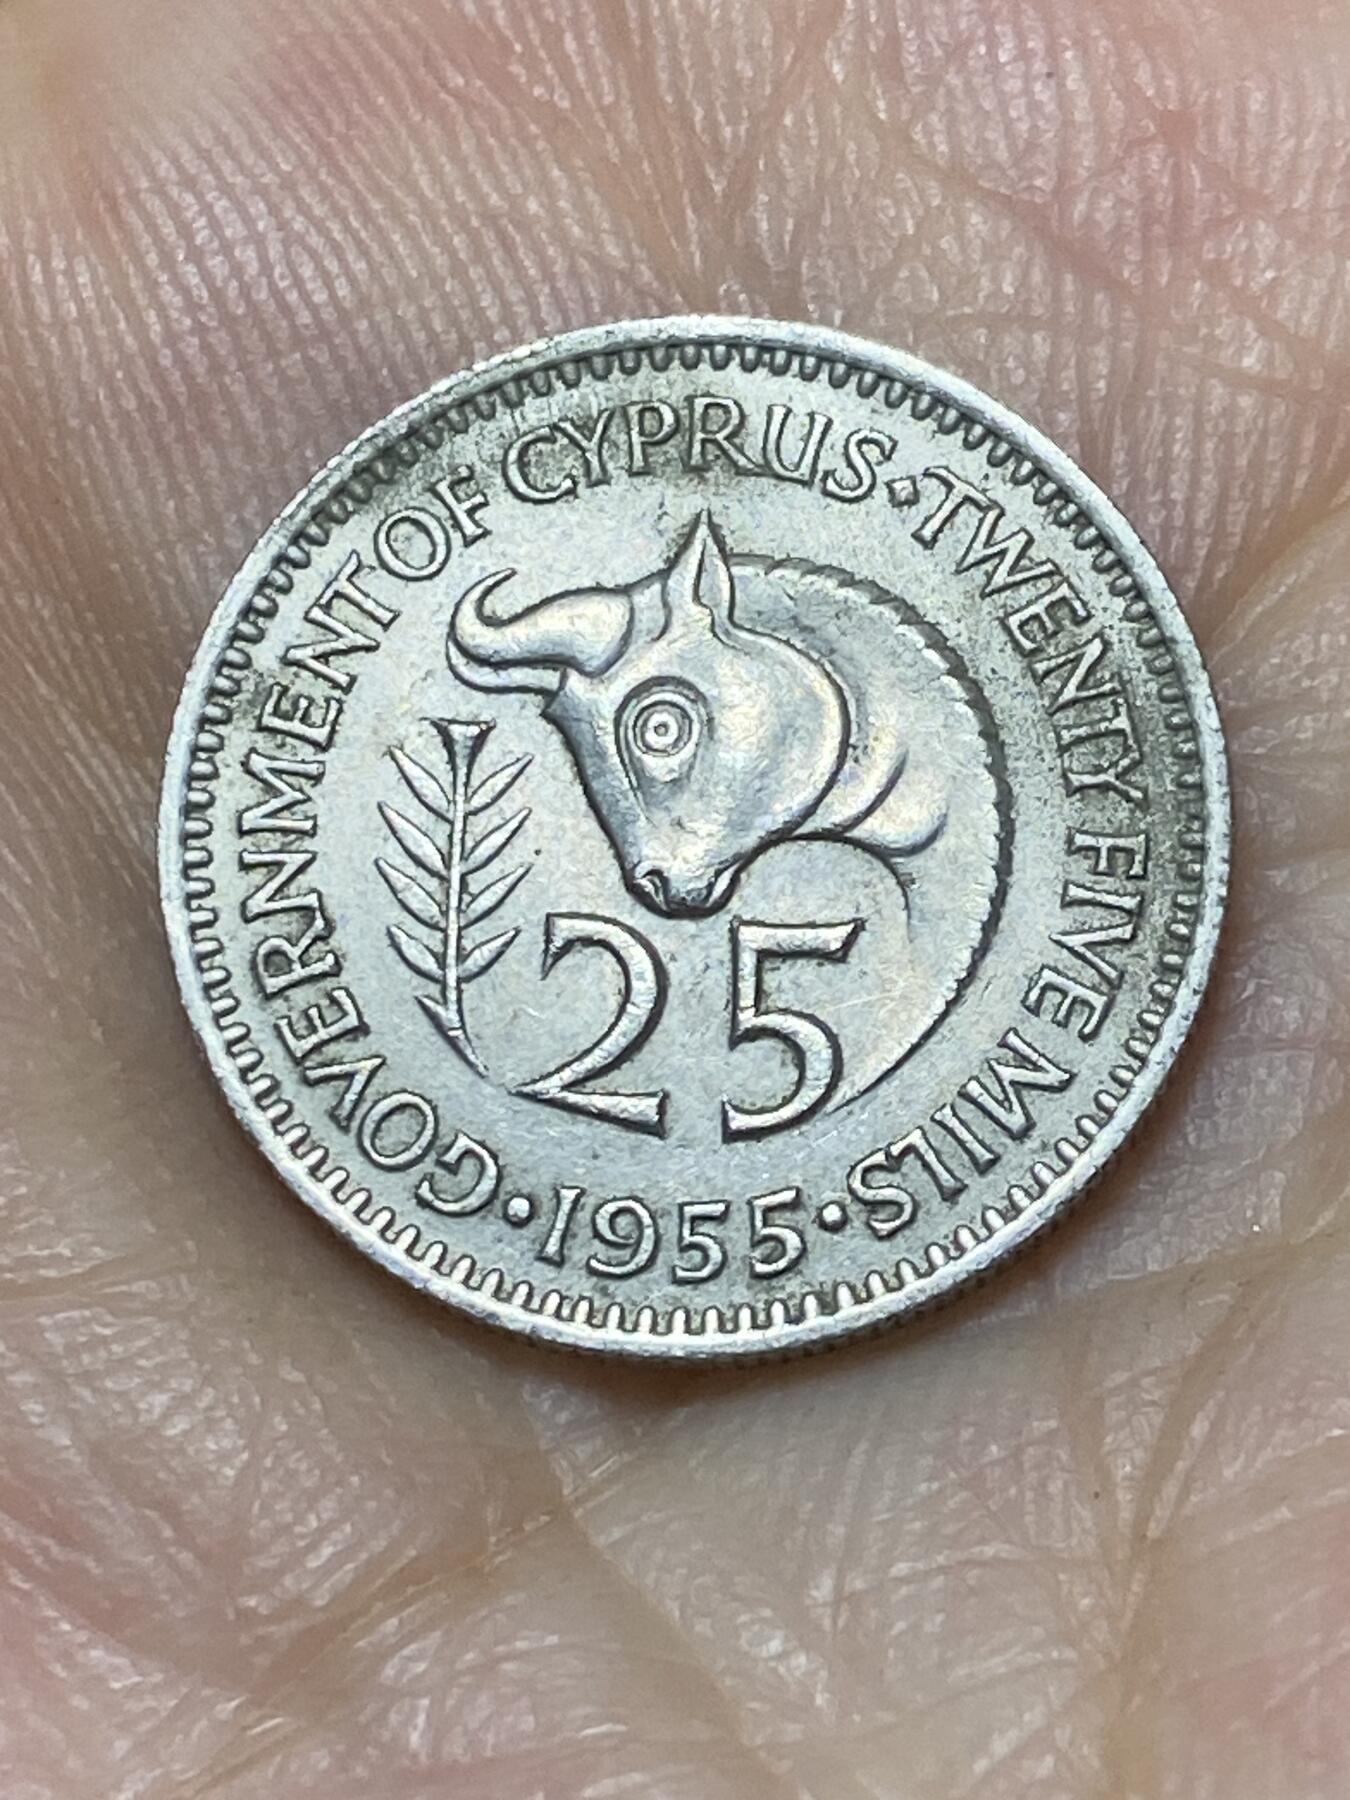 GOVERNMENT OF CYPRUS · TWENTY FIVE MILS
25
· 1955 ·